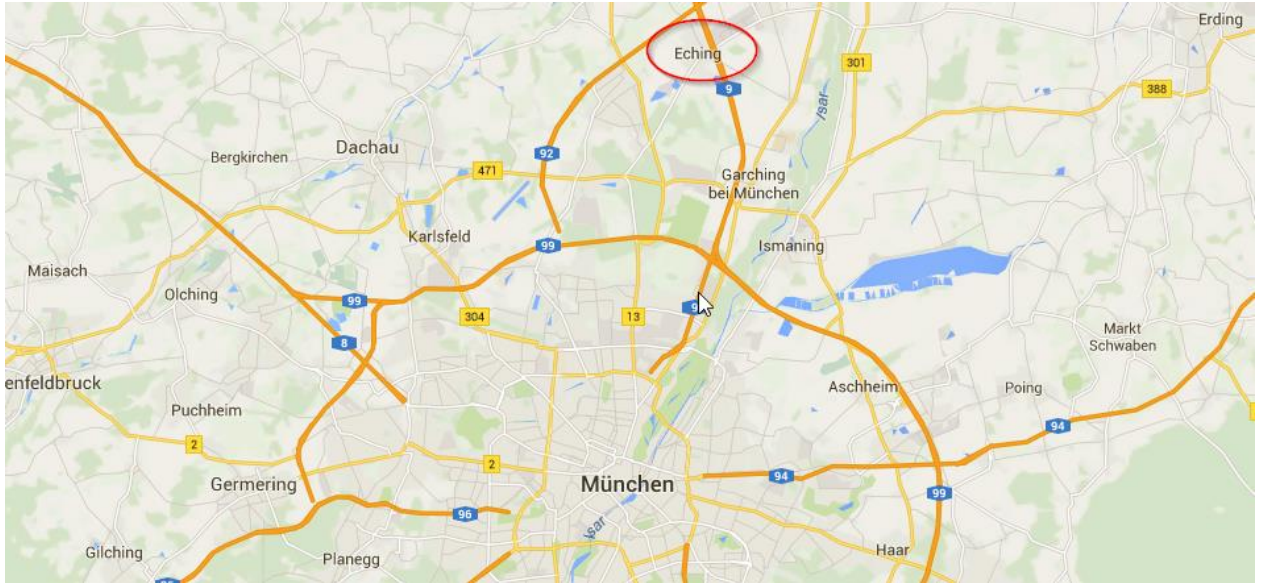 Erding
Eching
301
9
388
Isar
Dachau
92
Bergkirchen
471
Garching
bei München
Karlsfeld
99
Ismaning
Maisach
Olching
99
9
304
13
8
Markt
Schwaben
enfeldbruck
Aschheim
Poing
Puchheim
94
2
2
94
Germering
München
99
96
Isar
Gilching
Planegg
Haar